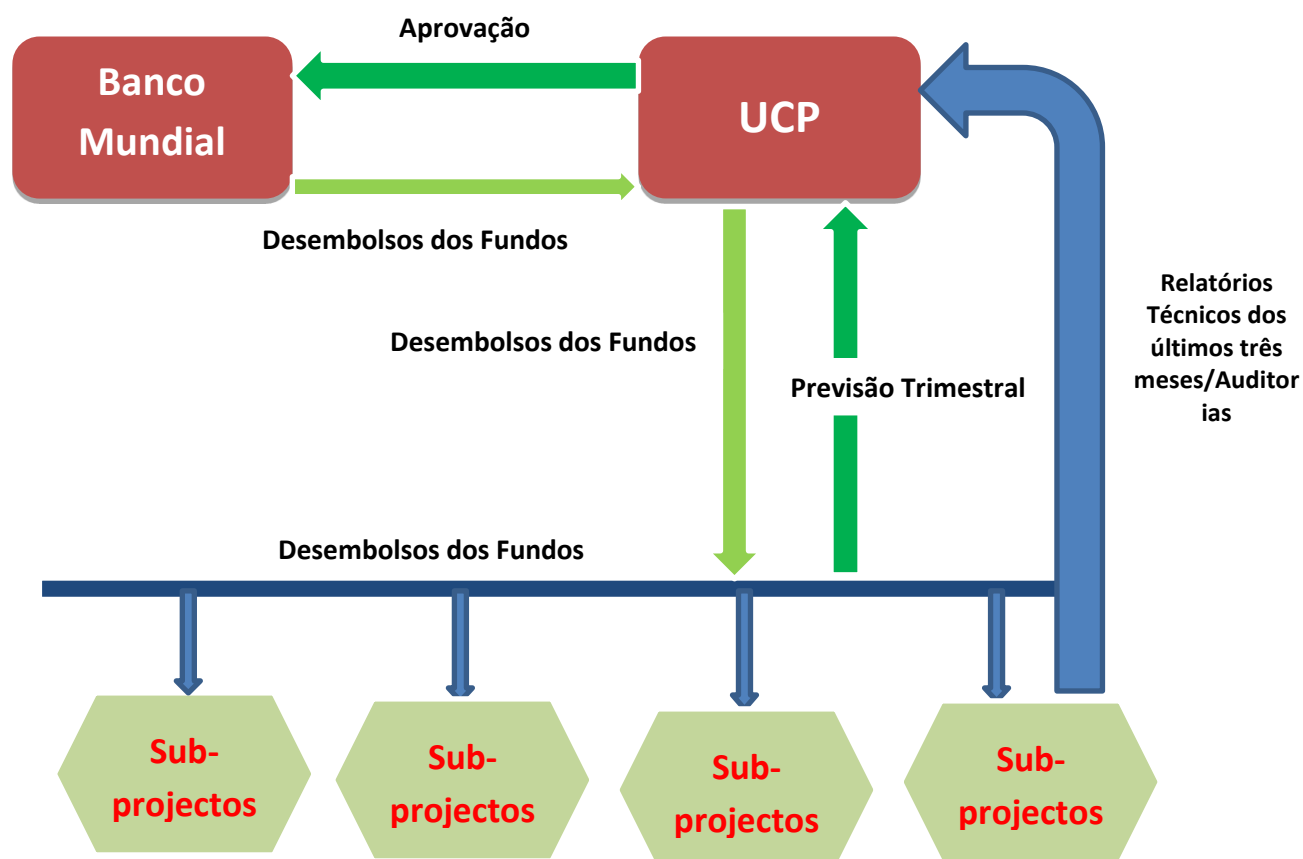 Aprovação
Banco
Mundial
UCP
Desembolsos dos Fundos
Desembolsos dos Fundos
Previsão Trimestral
Relatórios
Técnicos dos
últimos três
meses/Auditor
ias
Desembolsos dos Fundos
Sub-
projectos
Sub-
projectos
Sub-
projectos
Sub-
projectos